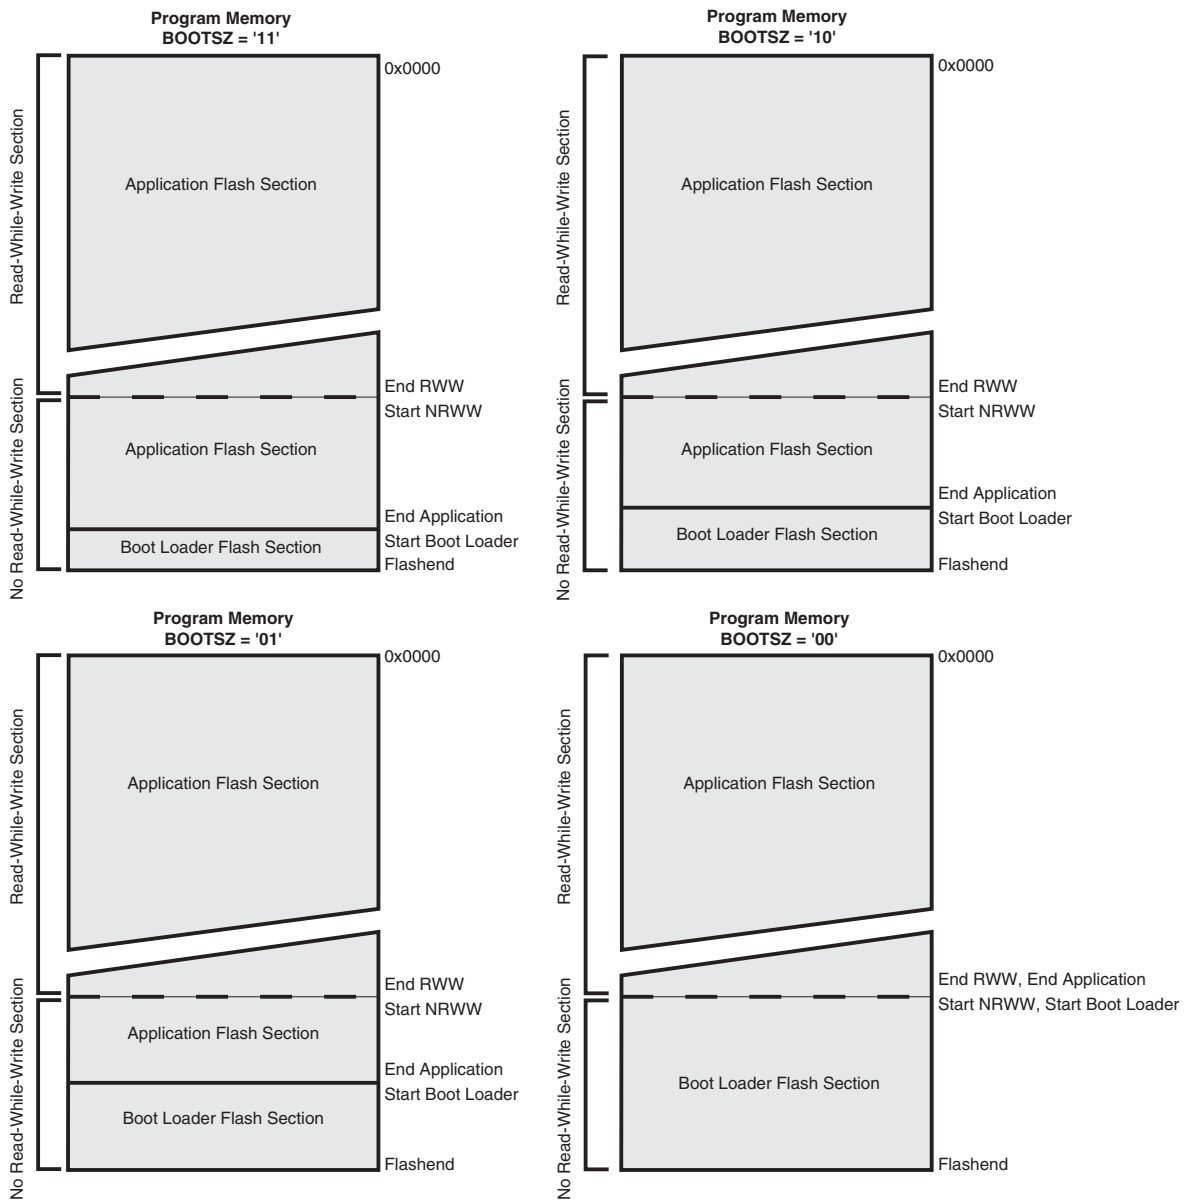 Program Memory
BOOTSZ = '11'
0x0000
Read-While-Write Section
Application Flash Section
End RWW
Start NRWW
No Read-While-Write Section
Application Flash Section
End Application
Start Boot Loader
Boot Loader Flash Section
Flashend
Program Memory
BOOTSZ = '10'
0x0000
Read-While-Write Section
Application Flash Section
End RWW
Start NRWW
No Read-While-Write Section
Application Flash Section
End Application
Start Boot Loader
Boot Loader Flash Section
Flashend
Program Memory
BOOTSZ = '01'
0x0000
Read-While-Write Section
Application Flash Section
End RWW
Start NRWW
No Read-While-Write Section
Application Flash Section
End Application
Start Boot Loader
Boot Loader Flash Section
Flashend
Program Memory
BOOTSZ = '00'
0x0000
Read-While-Write Section
Application Flash Section
End RWW, End Application
Start NRWW, Start Boot Loader
No Read-While-Write Section
Boot Loader Flash Section
Flashend